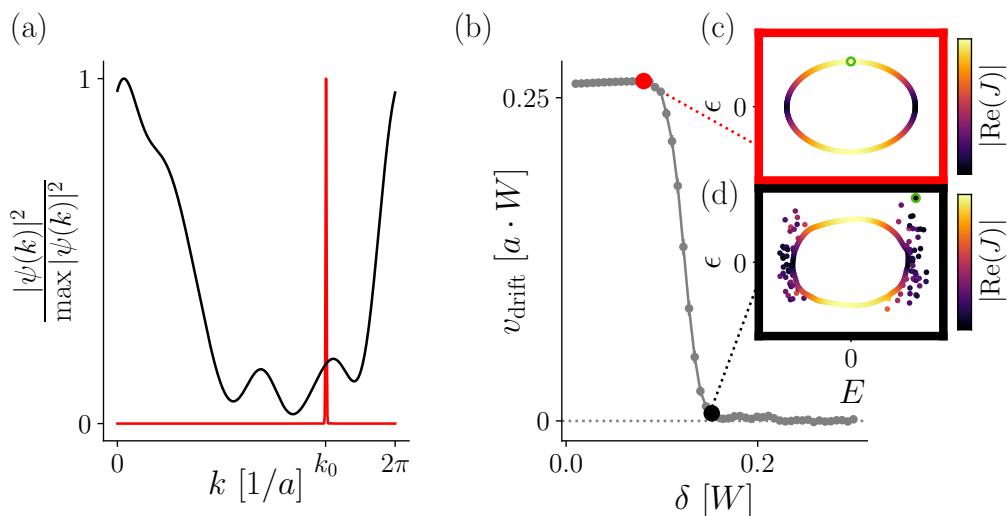 (a)
|ψ(k)|²
max |ψ(k)|²
1
0
0
k₀
2π
k [1/a]
(b)
v_drift [a · W]
0.25
0
0.0
0.2
δ [W]
(c)
ϵ
0
|Re(J)|
(d)
ϵ
0
|Re(J)|
0
E